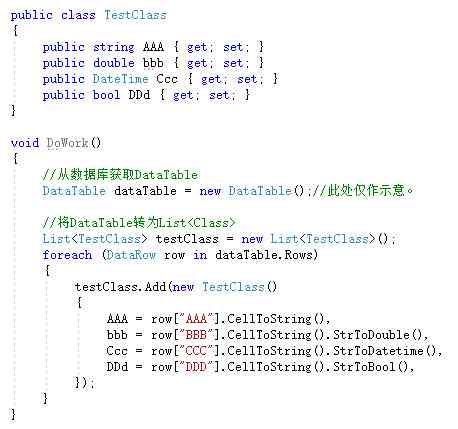 public class TestClass
{
public string AAA { get; set; }
public double bbb { get; set; }
public DateTime Ccc { get; set; }
public bool DDd { get; set; }
}
void DoWork()
{
//从数据库获取DataTable
DataTable dataTable = new DataTable();//此处仅作示意。
//将DataTable转为List<Class>
List<TestClass> testClass = new List<TestClass>();
foreach (DataRow row in dataTable.Rows)
{
testClass.Add(new TestClass()
{
AAA = row["AAA"].CellToString(),
bbb = row["BBB"].CellToString().StrToDouble(),
Ccc = row["CCC"].CellToString().StrToDatetime(),
DDd = row["DDD"].CellToString().StrToBool(),
});
}
}